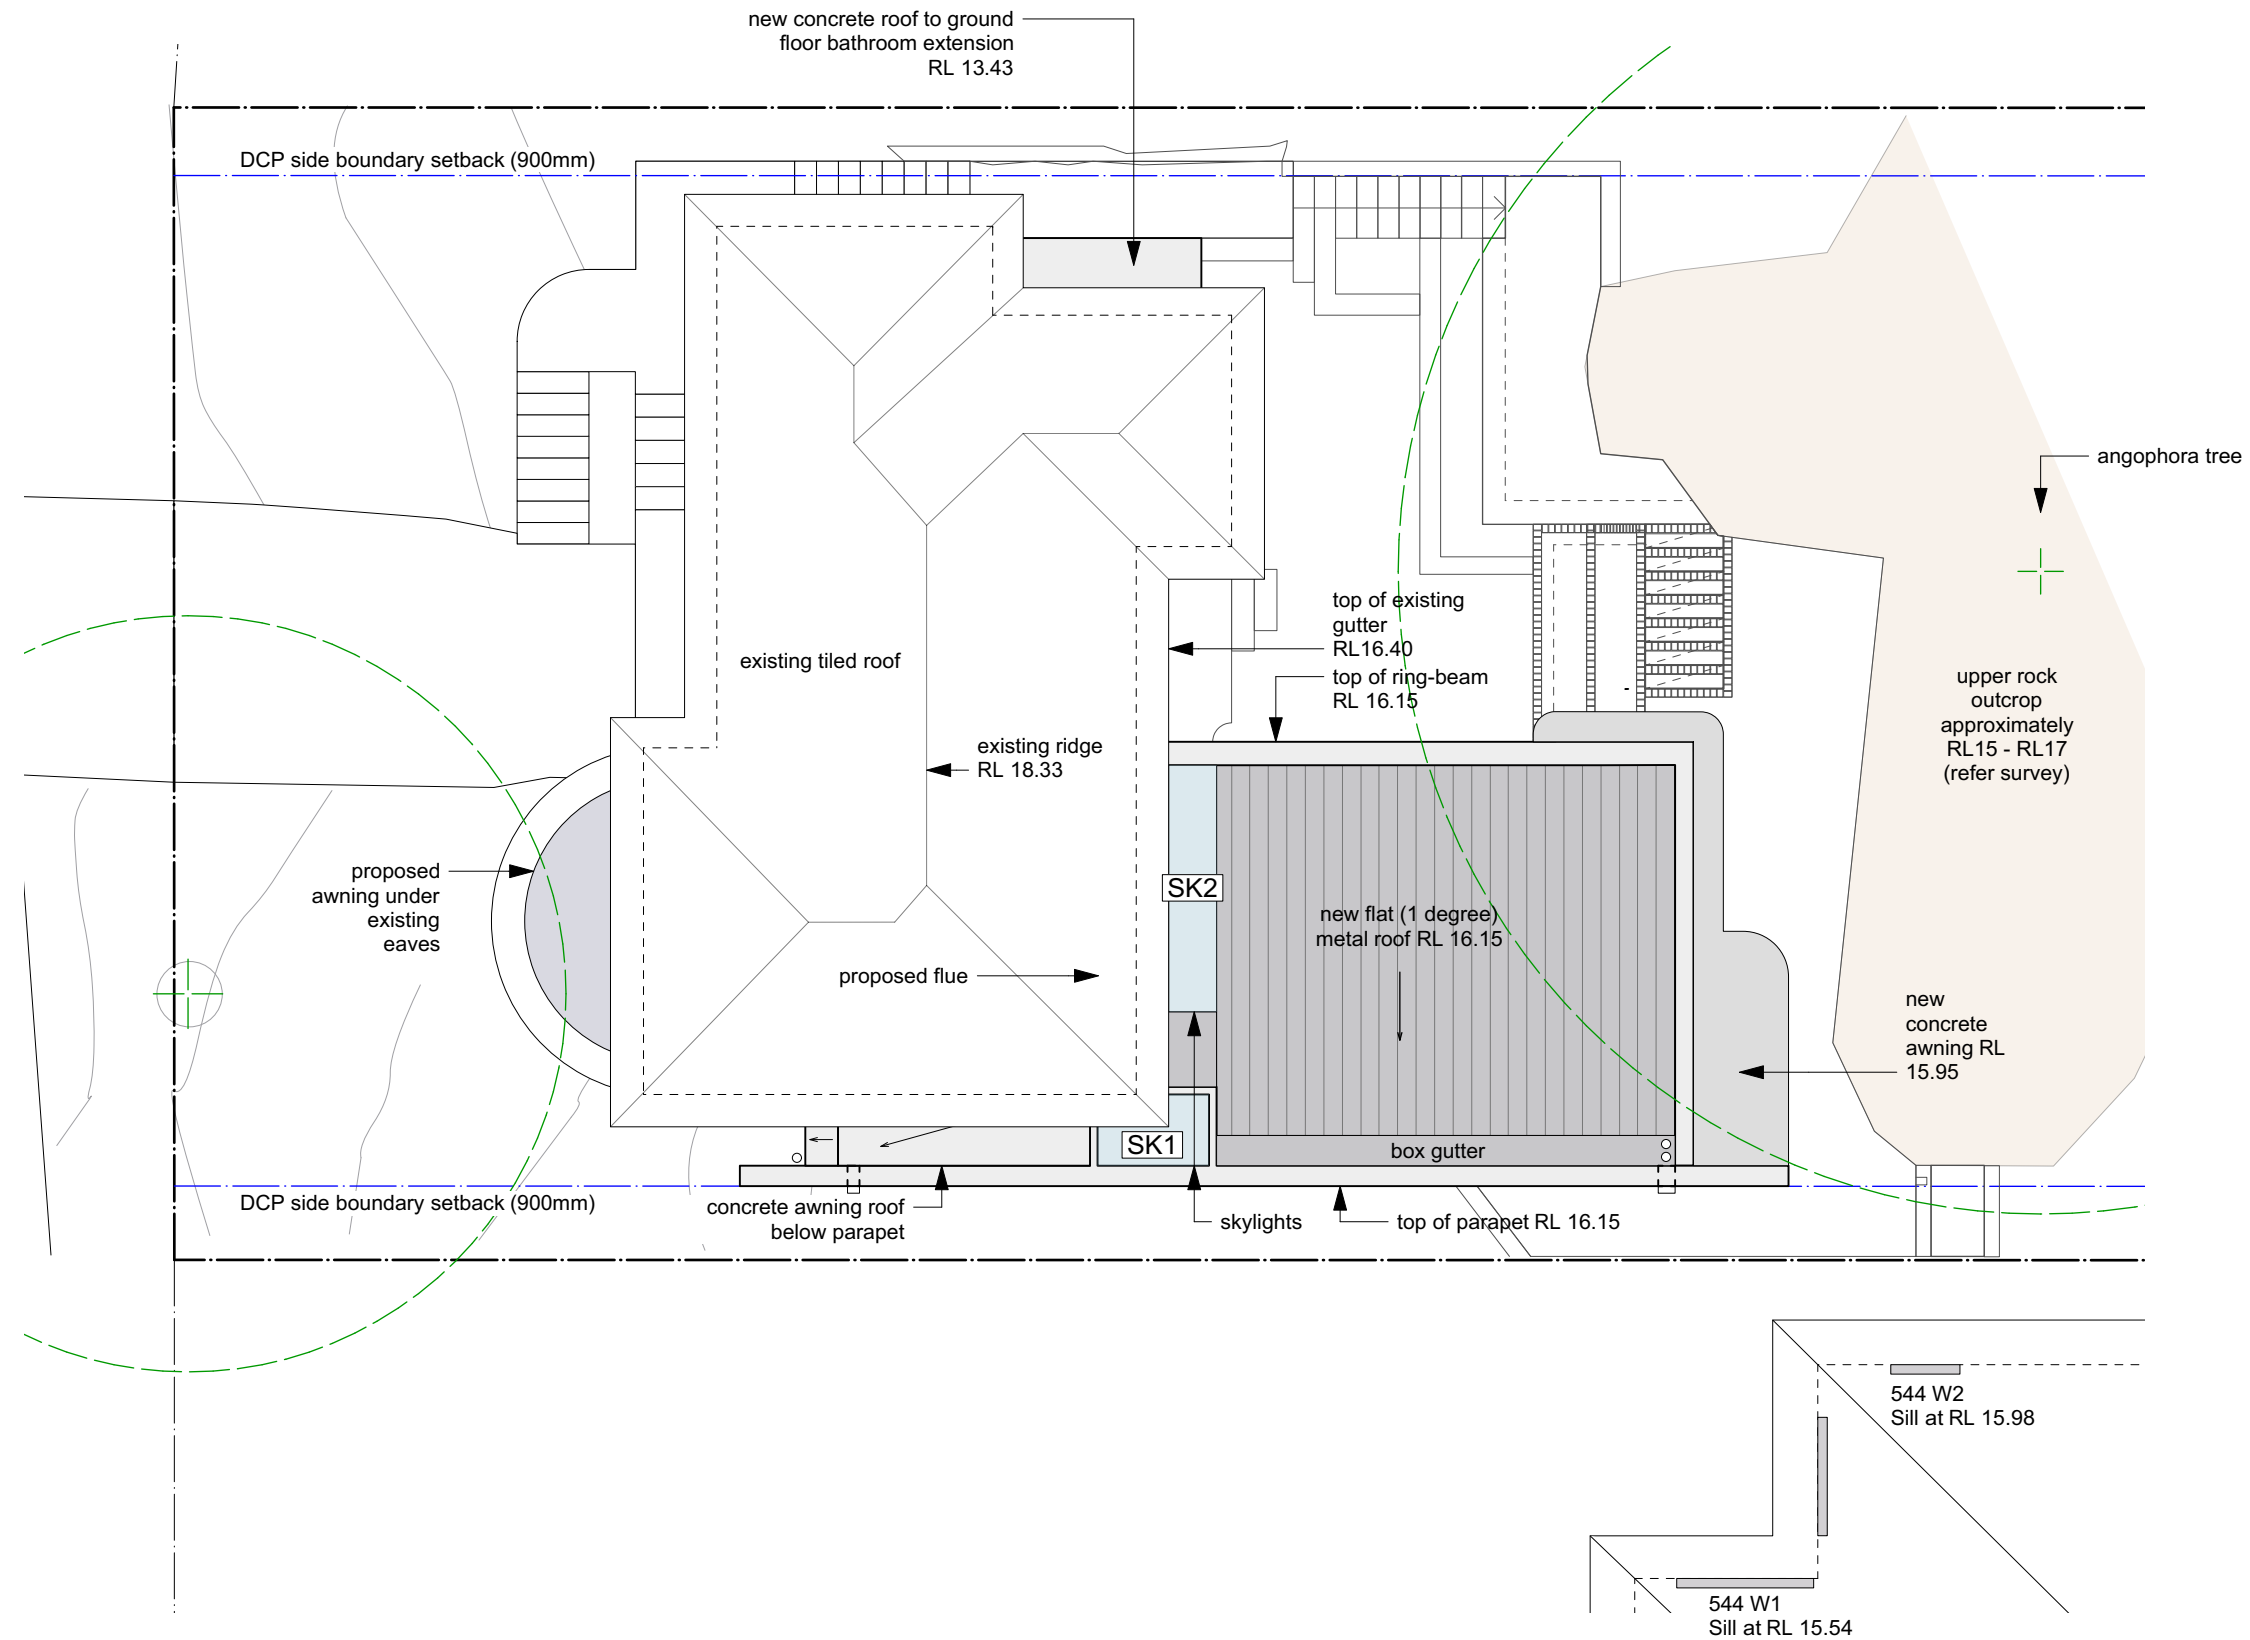 new concrete roof to ground
floor bathroom extension
RL 13.43
DCP side boundary setback (900mm)
angophora tree
top of existing
gutter
RL16.40
top of ring-beam
RL 16.15
existing tiled roof
upper rock
outcrop
approximately
RL15 - RL17
(refer survey)
existing ridge
RL 18.33
proposed
awning under
existing
eaves
SK2
new flat (1 degree)
metal roof RL 16.15
proposed flue
new
concrete
awning RL
15.95
SK1
box gutter
DCP side boundary setback (900mm)
concrete awning roof
below parapet
skylights
top of parapet RL 16.15
544 W2
Sill at RL 15.98
544 W1
Sill at RL 15.54